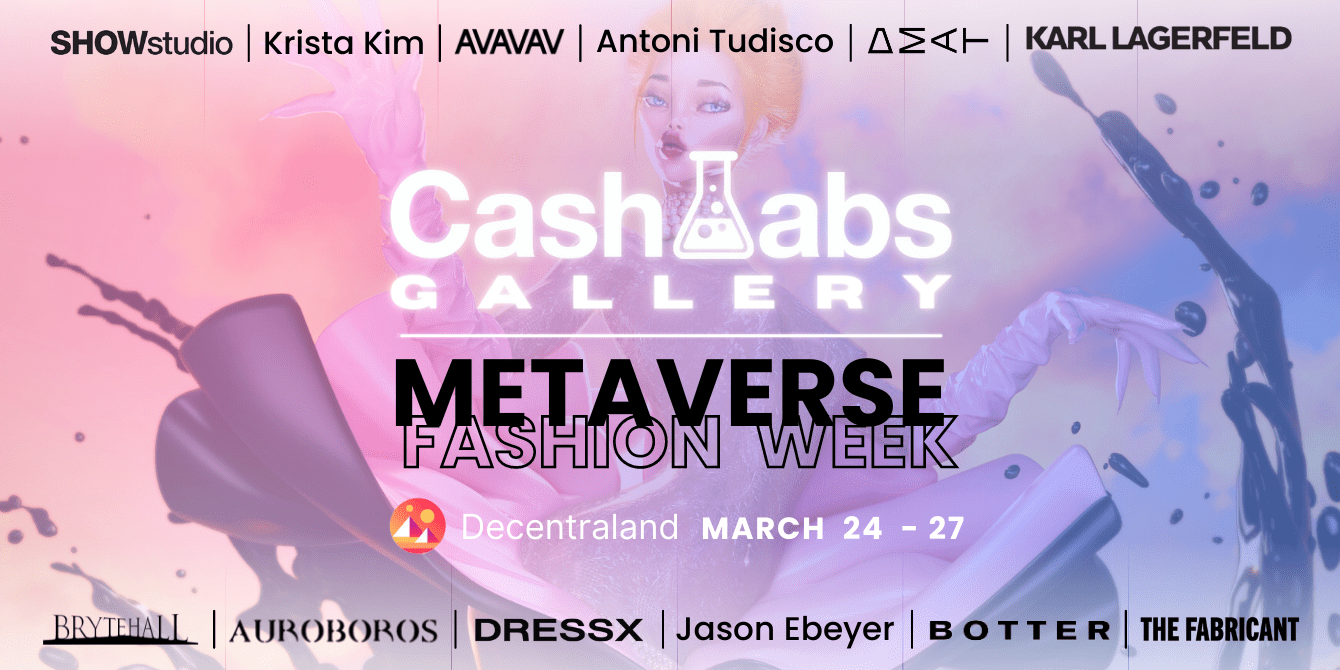 SHOWstudio | Krista Kim | AVAVAV | Antoni Tudisco | | KARL LAGERFELD
CashLabs
GALLERY
METAVERSE
FASHION WEEK
Decentraland MARCH 24 - 27
BRYTEHALL | AUROBOROS | DRESSX | Jason Ebeyer | BOTTER | THE FABRICANT